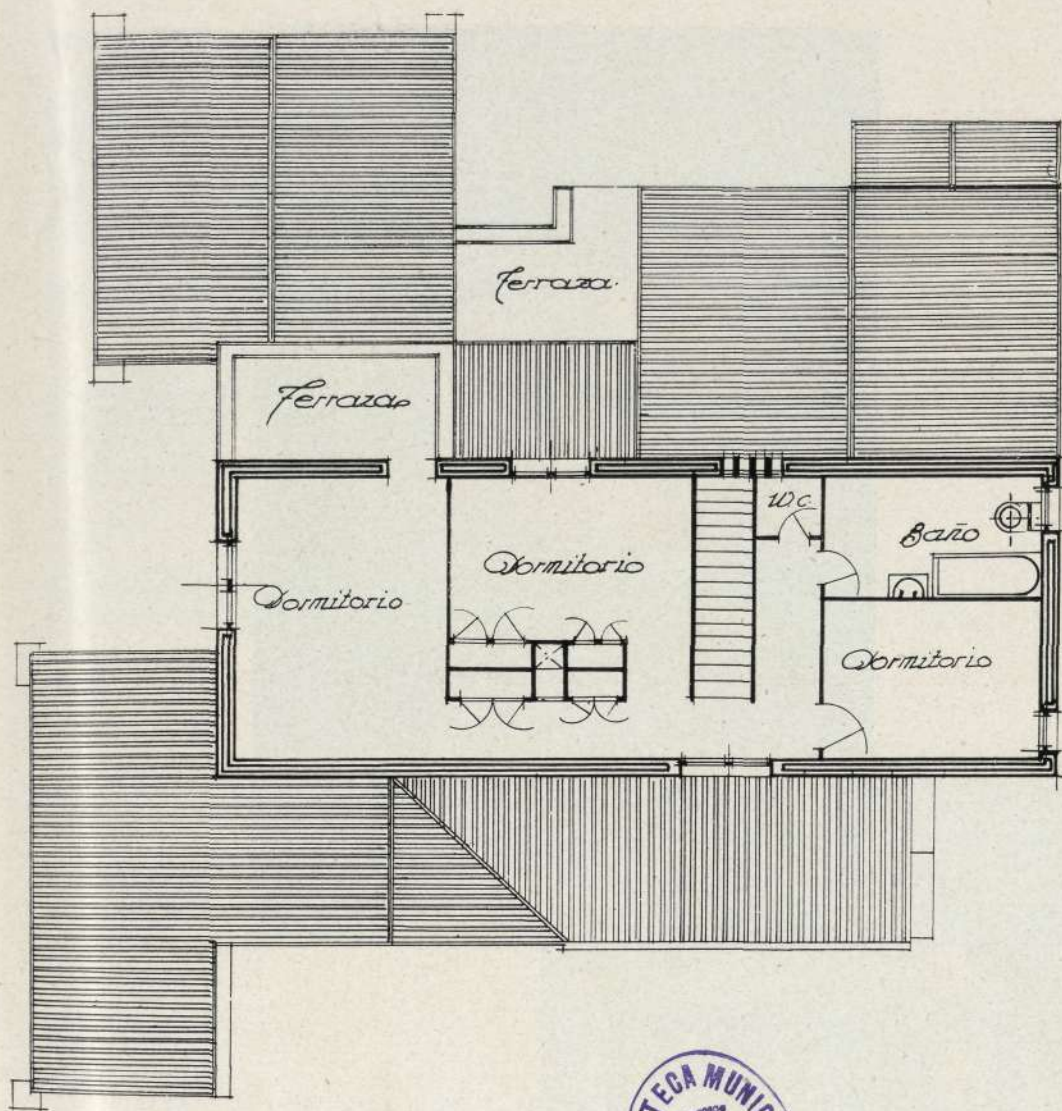 Terraza.
Terraza
Dormitorio
Dormitorio
W.C.
Baño
Dormitorio
TECA MUNIC